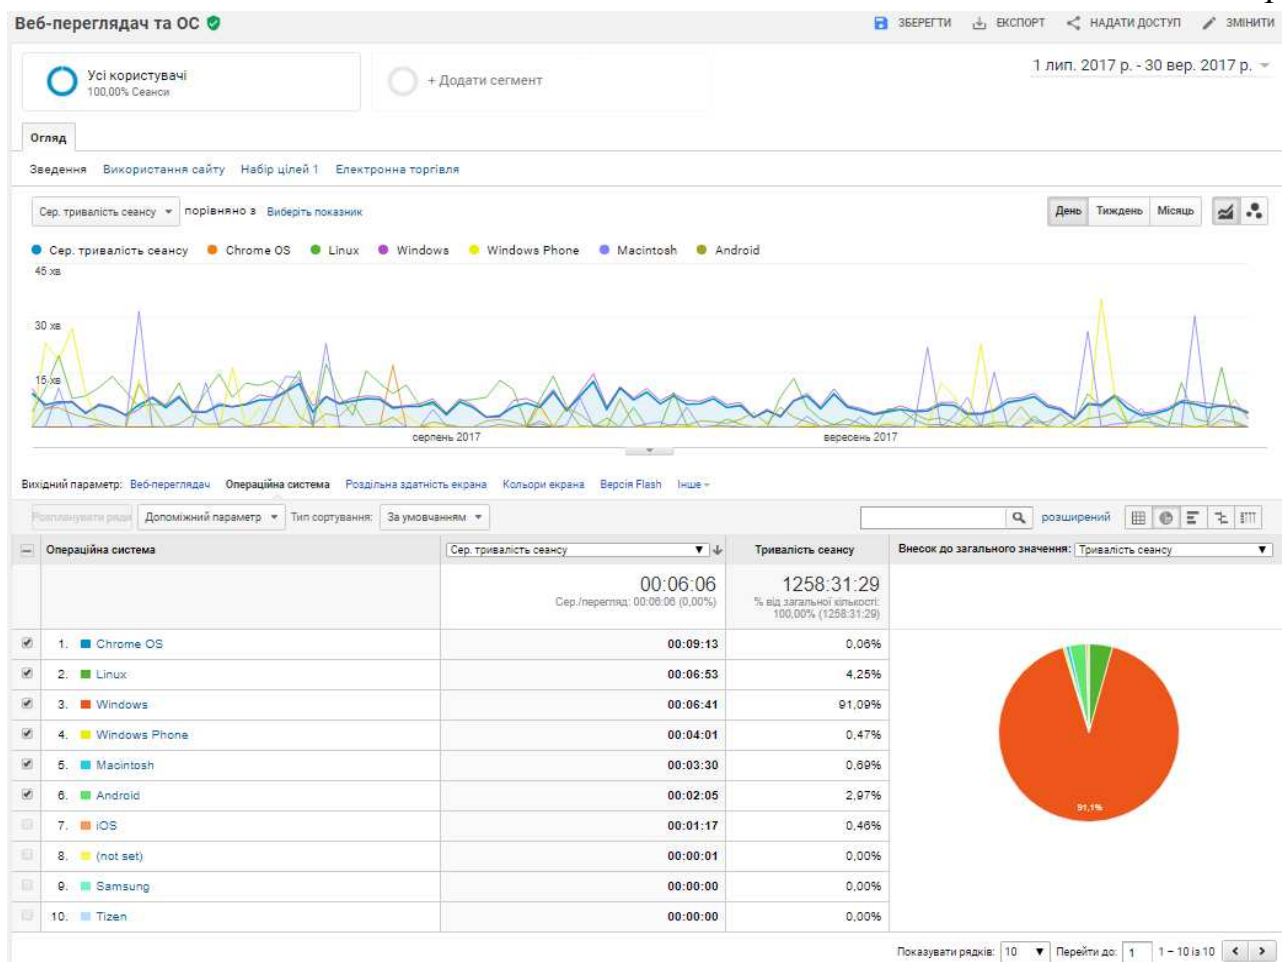 Веб-переглядач та ОС
ЗБЕРЕГТИ ЕКСПОРТ НАДАТИ ДОСТУП ЗМІНИТИ
Усі користувачі
100,00% Сеанси
+ Додати сегмент
1 лип. 2017 р. - 30 вер. 2017 р.
Огляд
Зведення Використання сайту Набір цілей 1 Електронна торгівля
Сер. тривалість сеансу порівняно з Виберіть показник
День Тиждень Місяць
Сер. тривалість сеансу Chrome OS Linux Windows Windows Phone Macintosh Android
45 хв
30 хв
15 хв
серпень 2017 вересень 2017
Вихідний параметр: Веб-переглядач Операційна система Роздільна здатність екрана Кольори екрана Версія Flash Інше
Розпланувати ряди Допоміжний параметр Тип сортування: За умовчанням
розширений
Операційна система Сер. тривалість сеансу Тривалість сеансу Внесок до загального значення: Тривалість сеансу
00:06:06 1258:31:29
Сер./перегляд: 00:06:06 (0,00%) % від загальної кількості:
100,00% (1258:31:29)
1. Chrome OS 00:09:13 0,06%
2. Linux 00:06:53 4,25%
3. Windows 00:06:41 91,09%
4. Windows Phone 00:04:01 0,47%
5. Macintosh 00:03:30 0,69%
6. Android 00:02:05 2,97%
91,1%
7. iOS 00:01:17 0,46%
8. (not set) 00:00:01 0,00%
9. Samsung 00:00:00 0,00%
10. Tizen 00:00:00 0,00%
Показувати рядків: 10 Перейти до: 1 1 – 10 із 10